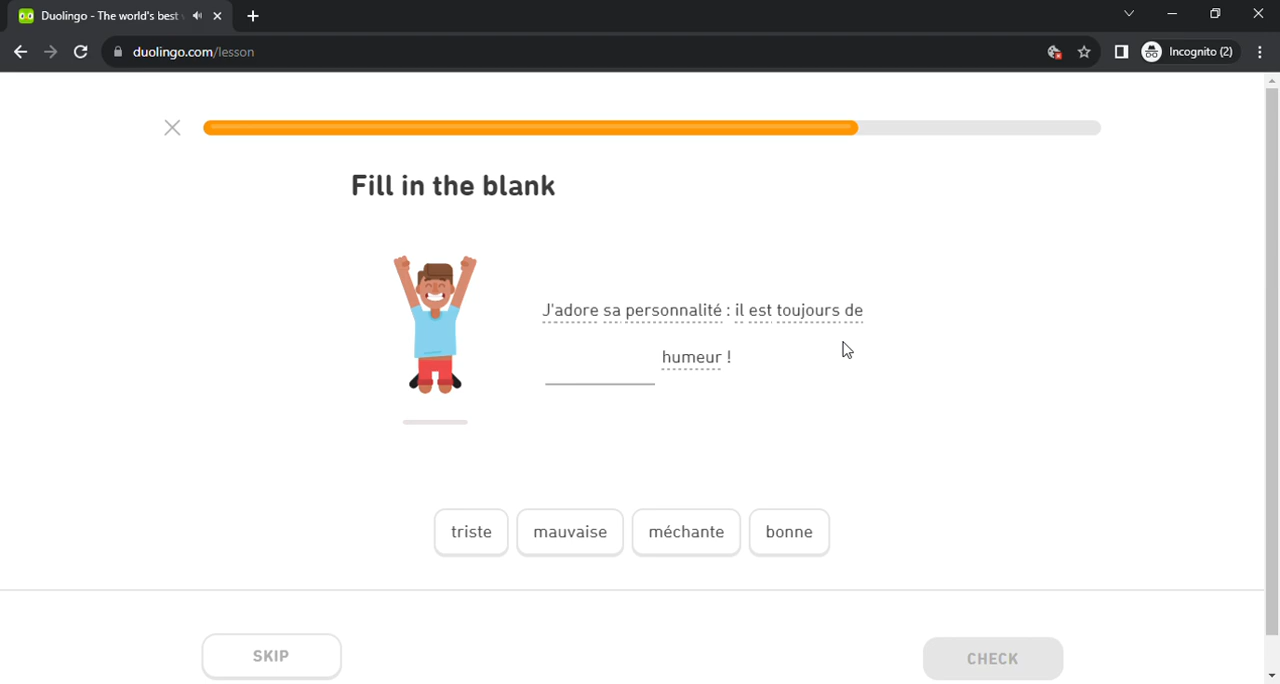 Duolingo - The world's best
duolingo.com/lesson
Incognito (2)
Fill in the blank
J'adore sa personnalité : il est toujours de
humeur !
triste
mauvaise
méchante
bonne
SKIP
CHECK